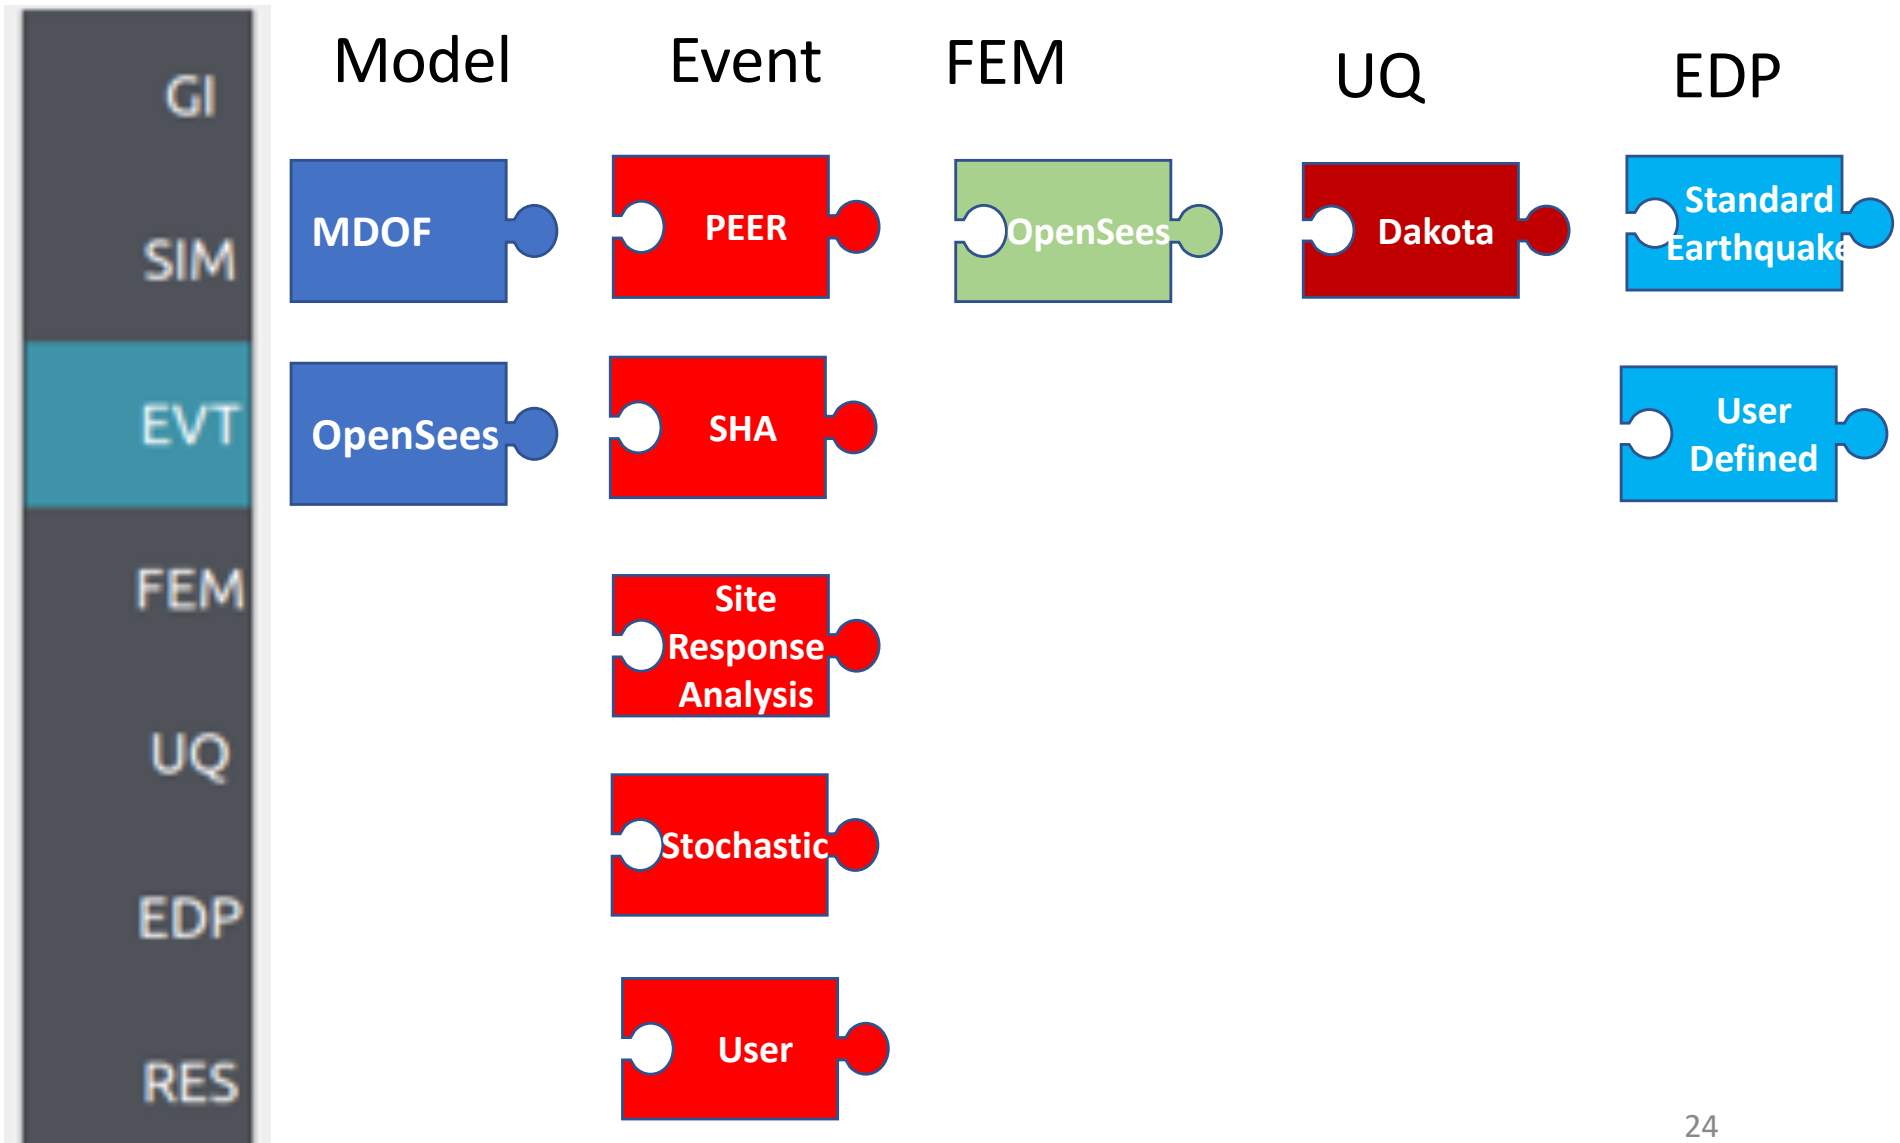 GI
SIM
EVT
FEM
UQ
EDP
RES
Model
Event
FEM
UQ
EDP
MDOF
OpenSees
PEER
SHA
Site
Response
Analysis
Stochastic
User
OpenSees
Dakota
Standard
Earthquake
User
Defined
24